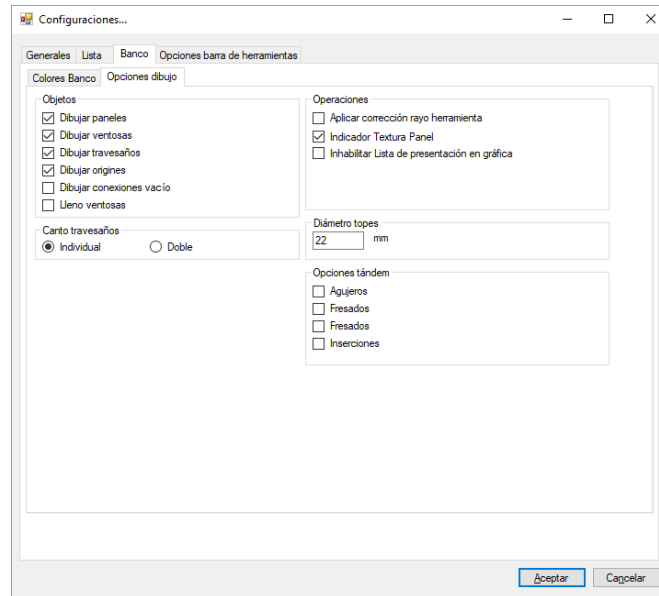 Configuraciones...
Generales Lista Banco Opciones barra de herramientas
Colores Banco Opciones dibujo
Objetos
Dibujar paneles
Dibujar ventosas
Dibujar travesaños
Dibujar origines
Dibujar conexiones vacío
Lleno ventosas
Canto travesaños
Individual Doble
Operaciones
Aplicar corrección rayo herramienta
Indicador Textura Panel
Inhabilitar Lista de presentación en gráfica
Diámetro topes
22 mm
Opciones tándem
Agujeros
Fresados
Fresados
Inserciones
Aceptar Cancelar